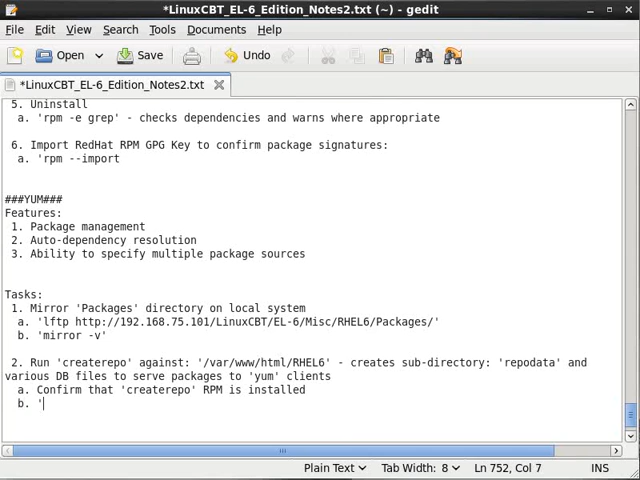 *LinuxCBT_EL-6_Edition_Notes2.txt (~) - gedit
File Edit View Search Tools Documents Help
Open Save Undo
*LinuxCBT_EL-6_Edition_Notes2.txt
5. Uninstall
a. 'rpm -e grep' - checks dependencies and warns where appropriate
6. Import RedHat RPM GPG Key to confirm package signatures:
a. 'rpm --import
###YUM###
Features:
1. Package management
2. Auto-dependency resolution
3. Ability to specify multiple package sources
Tasks:
1. Mirror 'Packages' directory on local system
a. 'lftp http://192.168.75.101/LinuxCBT/EL-6/Misc/RHEL6/Packages/'
b. 'mirror -v'
2. Run 'createrepo' against: '/var/www/html/RHEL6' - creates sub-directory: 'repodata' and
various DB files to serve packages to 'yum' clients
a. Confirm that 'createrepo' RPM is installed
b. '
Plain Text Tab Width: 8 Ln 752, Col 7 INS